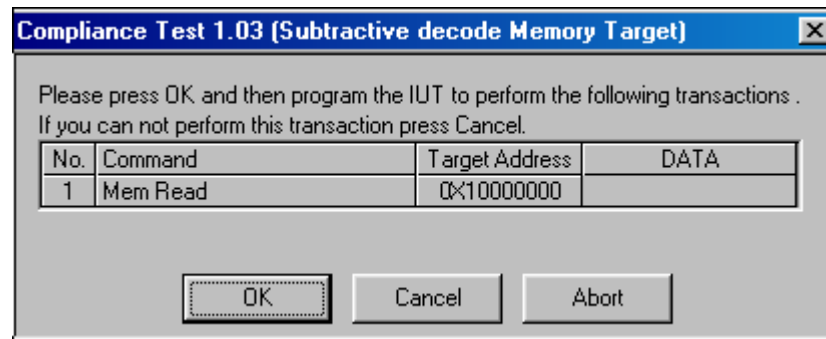 Compliance Test 1.03 (Subtractive decode Memory Target)
Please press OK and then program the IUT to perform the following transactions .
If you can not perform this transaction press Cancel.
No. Command Target Address DATA
1 Mem Read 0X10000000
OK Cancel Abort